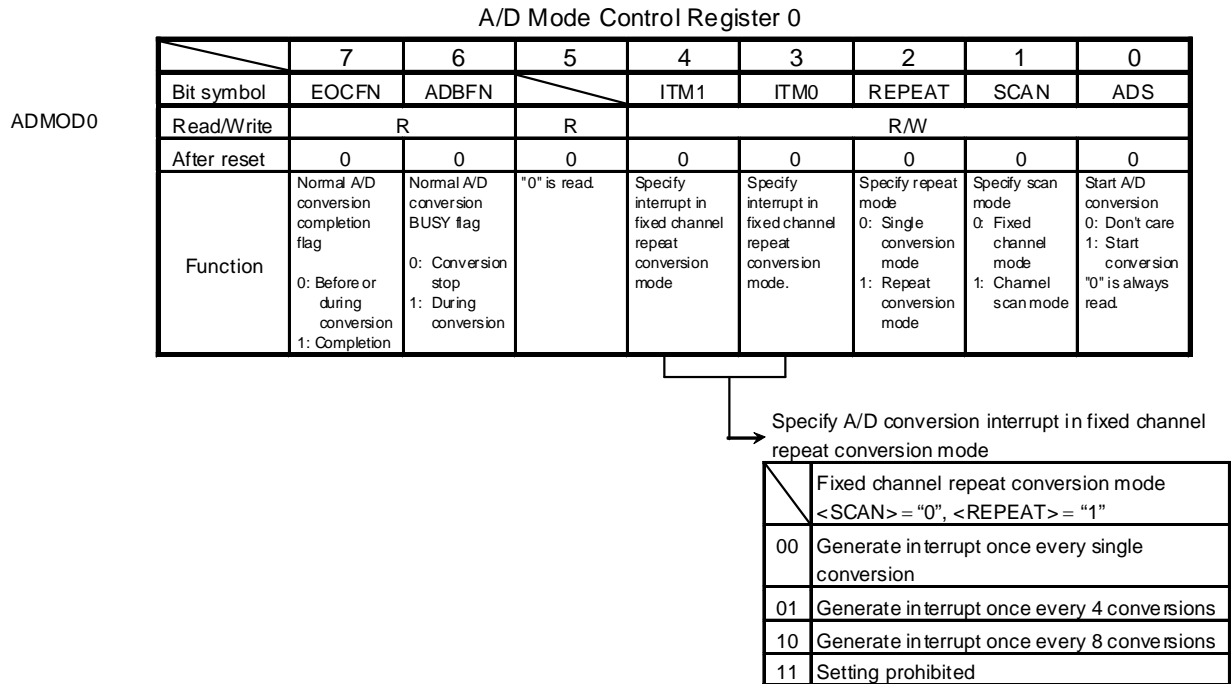 A/D Mode Control Register 0
7 6 5 4 3 2 1 0
Bit symbol EOCFN ADBFN ITM1 ITM0 REPEAT SCAN ADS
ADMOD0
Read/Write R R R/W
After reset 0 0 0 0 0 0 0 0
Function
Normal A/D
conversion
completion
flag
0: Before or
during
conversion
1: Completion
Normal A/D
conversion
BUSY flag
0: Conversion
stop
1: During
conversion
"0" is read.
Specify
interrupt in
fixed channel
repeat
conversion
mode
Specify
interrupt in
fixed channel
repeat
conversion
mode.
Specify repeat
mode
0: Single
conversion
mode
1: Repeat
conversion
mode
Specify scan
mode
0: Fixed
channel
mode
1: Channel
scan mode
Start A/D
conversion
0: Don't care
1: Start
conversion
"0" is always
read.
Specify A/D conversion interrupt in fixed channel
repeat conversion mode
Fixed channel repeat conversion mode
<SCAN> = “0”, <REPEAT> = “1”
00 Generate interrupt once every single
conversion
01 Generate interrupt once every 4 conversions
10 Generate interrupt once every 8 conversions
11 Setting prohibited